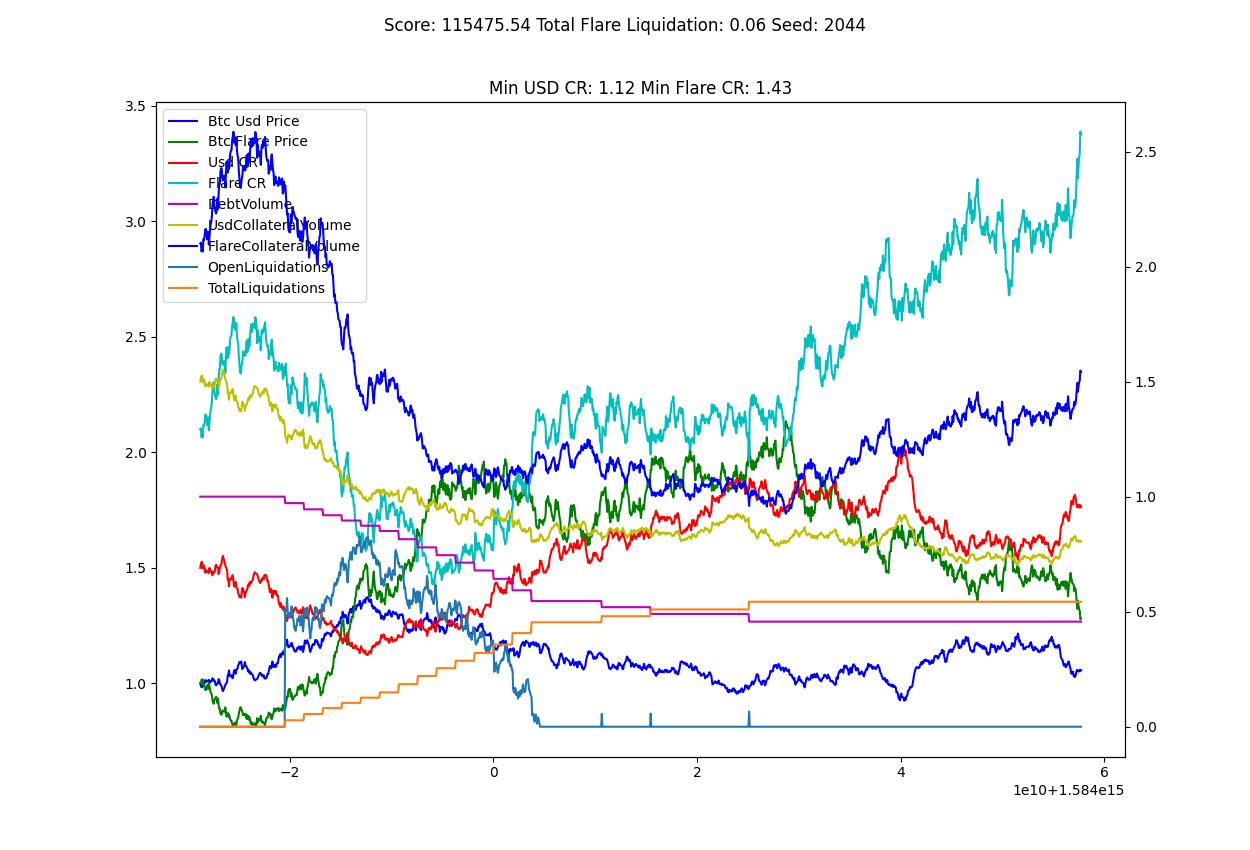 Score: 115475.54 Total Flare Liquidation: 0.06 Seed: 2044
Min USD CR: 1.12 Min Flare CR: 1.43
3.5
3.0
2.5
2.0
1.5
1.0
Btc Usd Price
Btc Flare Price
Usd CR
Flare CR
DebtVolume
UsdCollateralVolume
FlareCollateralVolume
OpenLiquidations
TotalLiquidations
2.5
2.0
1.5
1.0
0.5
0.0
−2 0 2 4 6
1e10+1.584e15